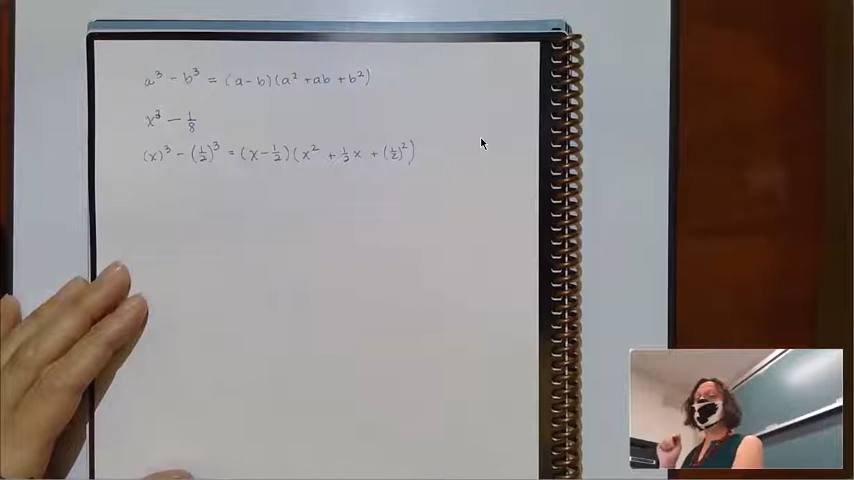 a³ - b³ = (a-b)(a² + ab + b²)
x³ - 1/8
(x)³ - (1/2)³ = (x - 1/2)(x² + 1/2 x + (1/2)²)